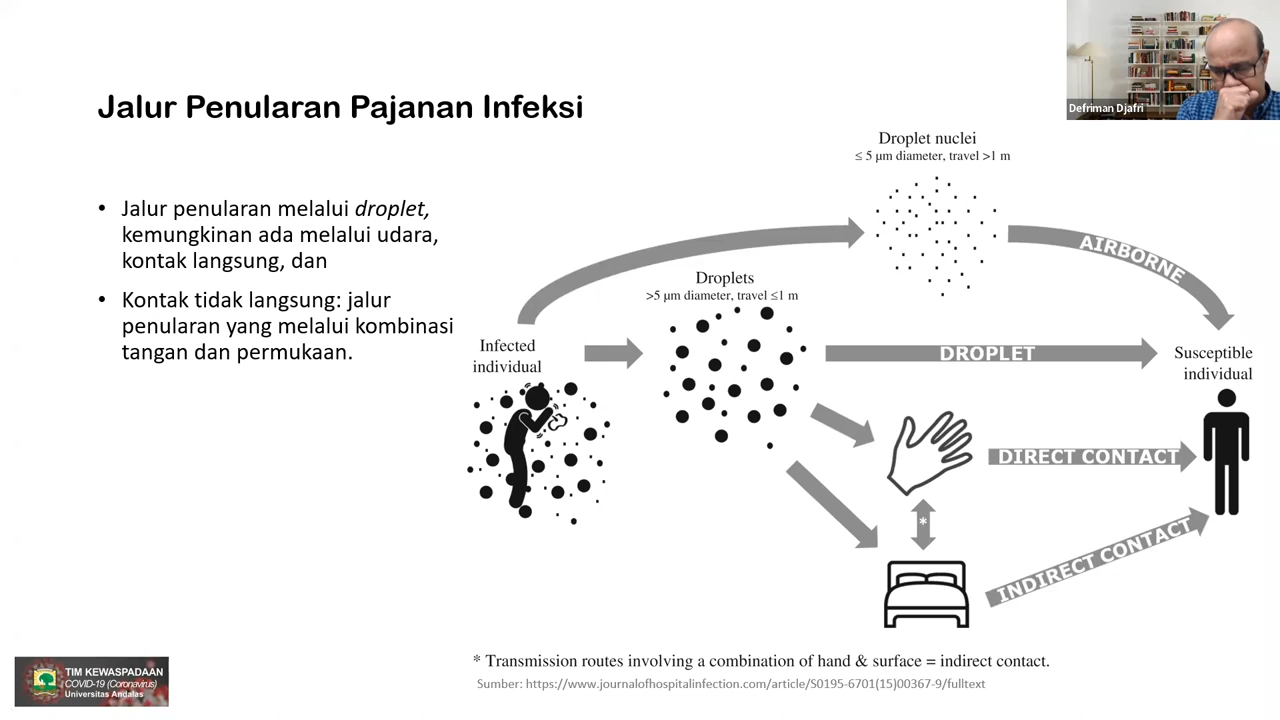 Defriman Djafri
Jalur Penularan Pajanan Infeksi
• Jalur penularan melalui droplet,
kemungkinan ada melalui udara,
kontak langsung, dan
• Kontak tidak langsung: jalur
penularan yang melalui kombinasi
tangan dan permukaan.
Droplet nuclei
≤ 5 μm diameter, travel >1 m
AIRBORNE
Droplets
>5 μm diameter, travel ≤1 m
Infected
individual
DROPLET
Susceptible
individual
DIRECT CONTACT
*
INDIRECT CONTACT
* Transmission routes involving a combination of hand & surface = indirect contact.
Sumber: https://www.journalofhospitalinfection.com/article/S0195-6701(15)00367-9/fulltext
TIM KEWASPADAAN
COVID-19 (Coronavirus)
Universitas Andalas